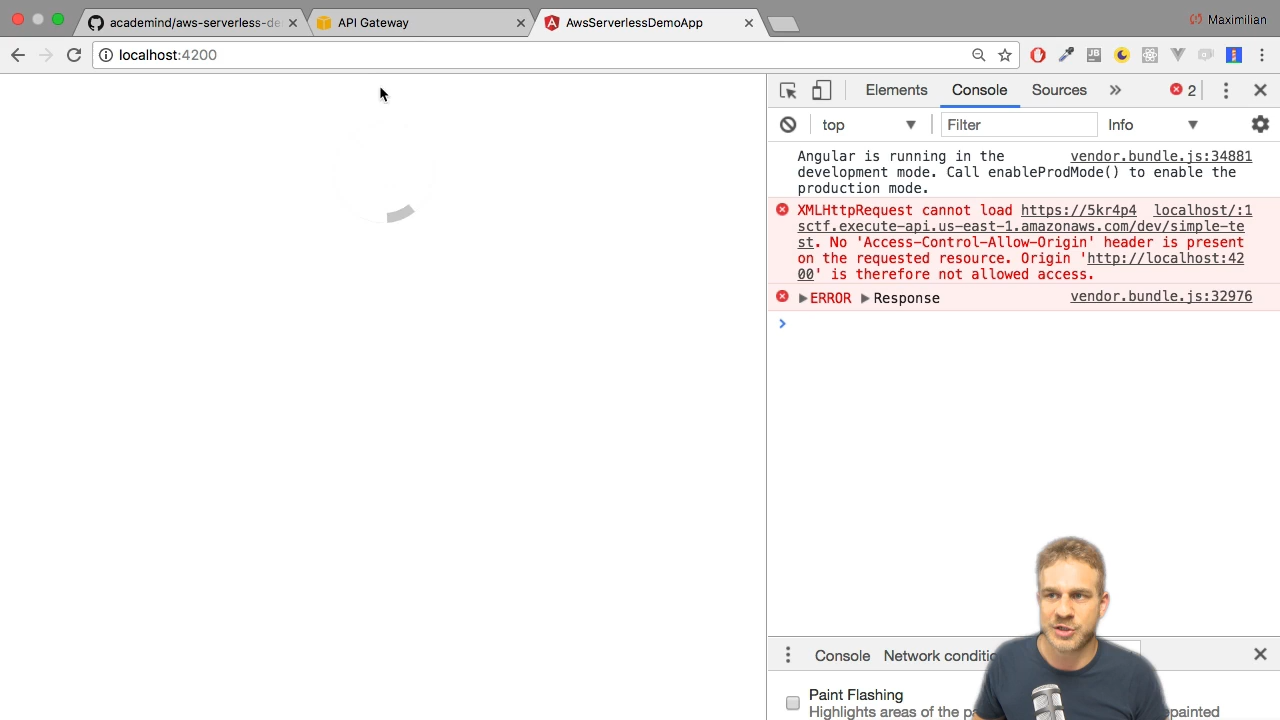 academind/aws-serverless-de
API Gateway
AwsServerlessDemoApp
Maximilian
localhost:4200
JB
Elements
Console
Sources
2
top
Filter
Info
Angular is running in the vendor.bundle.js:34881
development mode. Call enableProdMode() to enable the
production mode.
XMLHttpRequest cannot load https://5kr4p4 localhost/:1
sctf.execute-api.us-east-1.amazonaws.com/dev/simple-te
st. No 'Access-Control-Allow-Origin' header is present
on the requested resource. Origin 'http://localhost:42
00' is therefore not allowed access.
ERROR Response vendor.bundle.js:32976
Console Network conditio
Paint Flashing
Highlights areas of the pa epainted